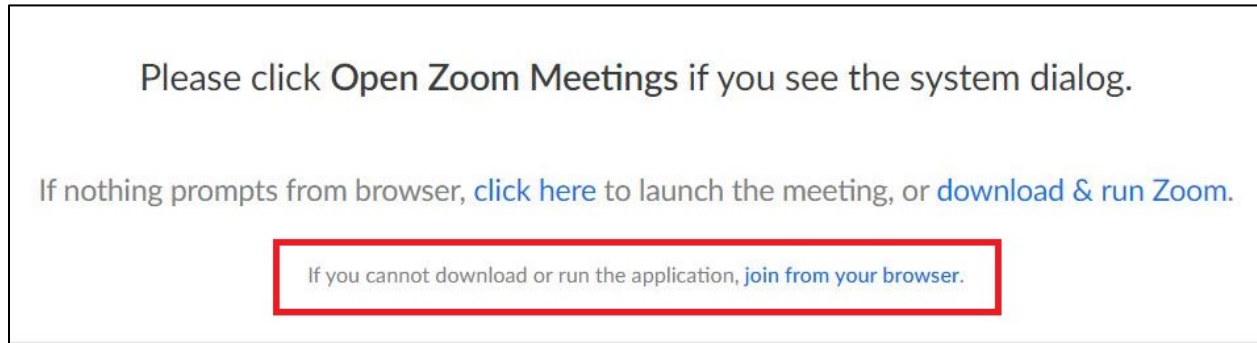 Please click Open Zoom Meetings if you see the system dialog.
If nothing prompts from browser, click here to launch the meeting, or download & run Zoom.
If you cannot download or run the application, join from your browser.